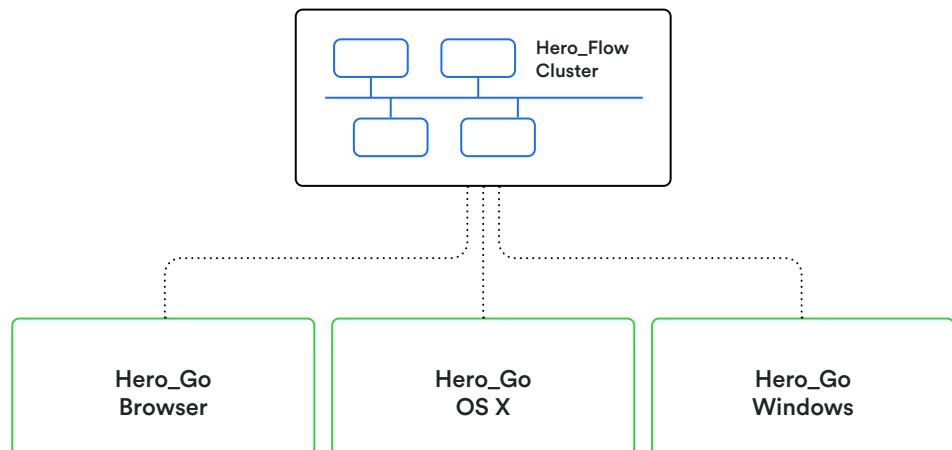 Hero_Flow
Cluster
Hero_Go
Browser
Hero_Go
OS X
Hero_Go
Windows